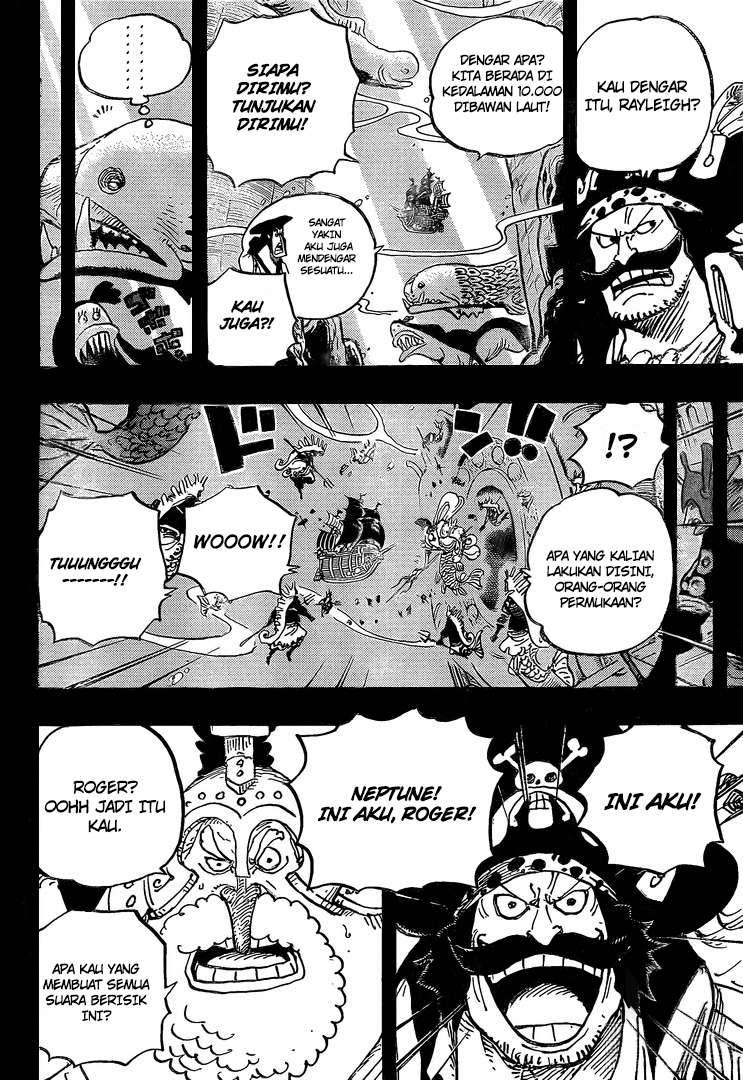 KAU DENGAR
ITU, RAYLEIGH?
DENGAR APA?
KITA BERADA DI
KEDALAMAN 10.000
DIBAWAN LAUT!
SIAPA
DIRIMU?
TUNJUKAN
DIRIMU!
SANGAT
YAKIN
AKU JUGA
MENDENGAR
SESUATU...
KAU
JUGA?!
!?
APA YANG KALIAN
LAKUKAN DISINI,
ORANG-ORANG
PERMUKAAN?
ドン!!
WOOOW!!
TUUUNGGGU
-------!!
INI AKU!
NEPTUNE!
INI AKU, ROGER!
ROGER?
OOHH JADI ITU
KAU.
APA KAU YANG
MEMBUAT SEMUA
SUARA BERISIK
INI?